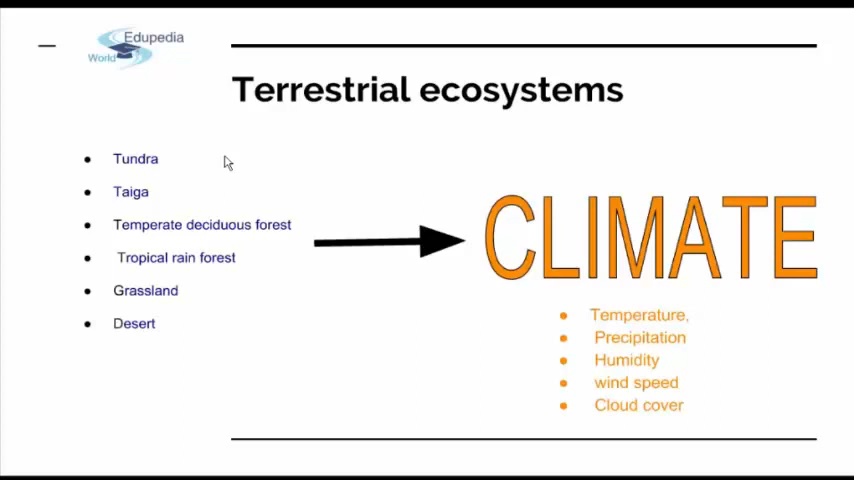 Edupedia
World
Terrestrial ecosystems
Tundra
Taiga
Temperate deciduous forest
Tropical rain forest
Grassland
Desert
CLIMATE
Temperature,
Precipitation
Humidity
wind speed
Cloud cover